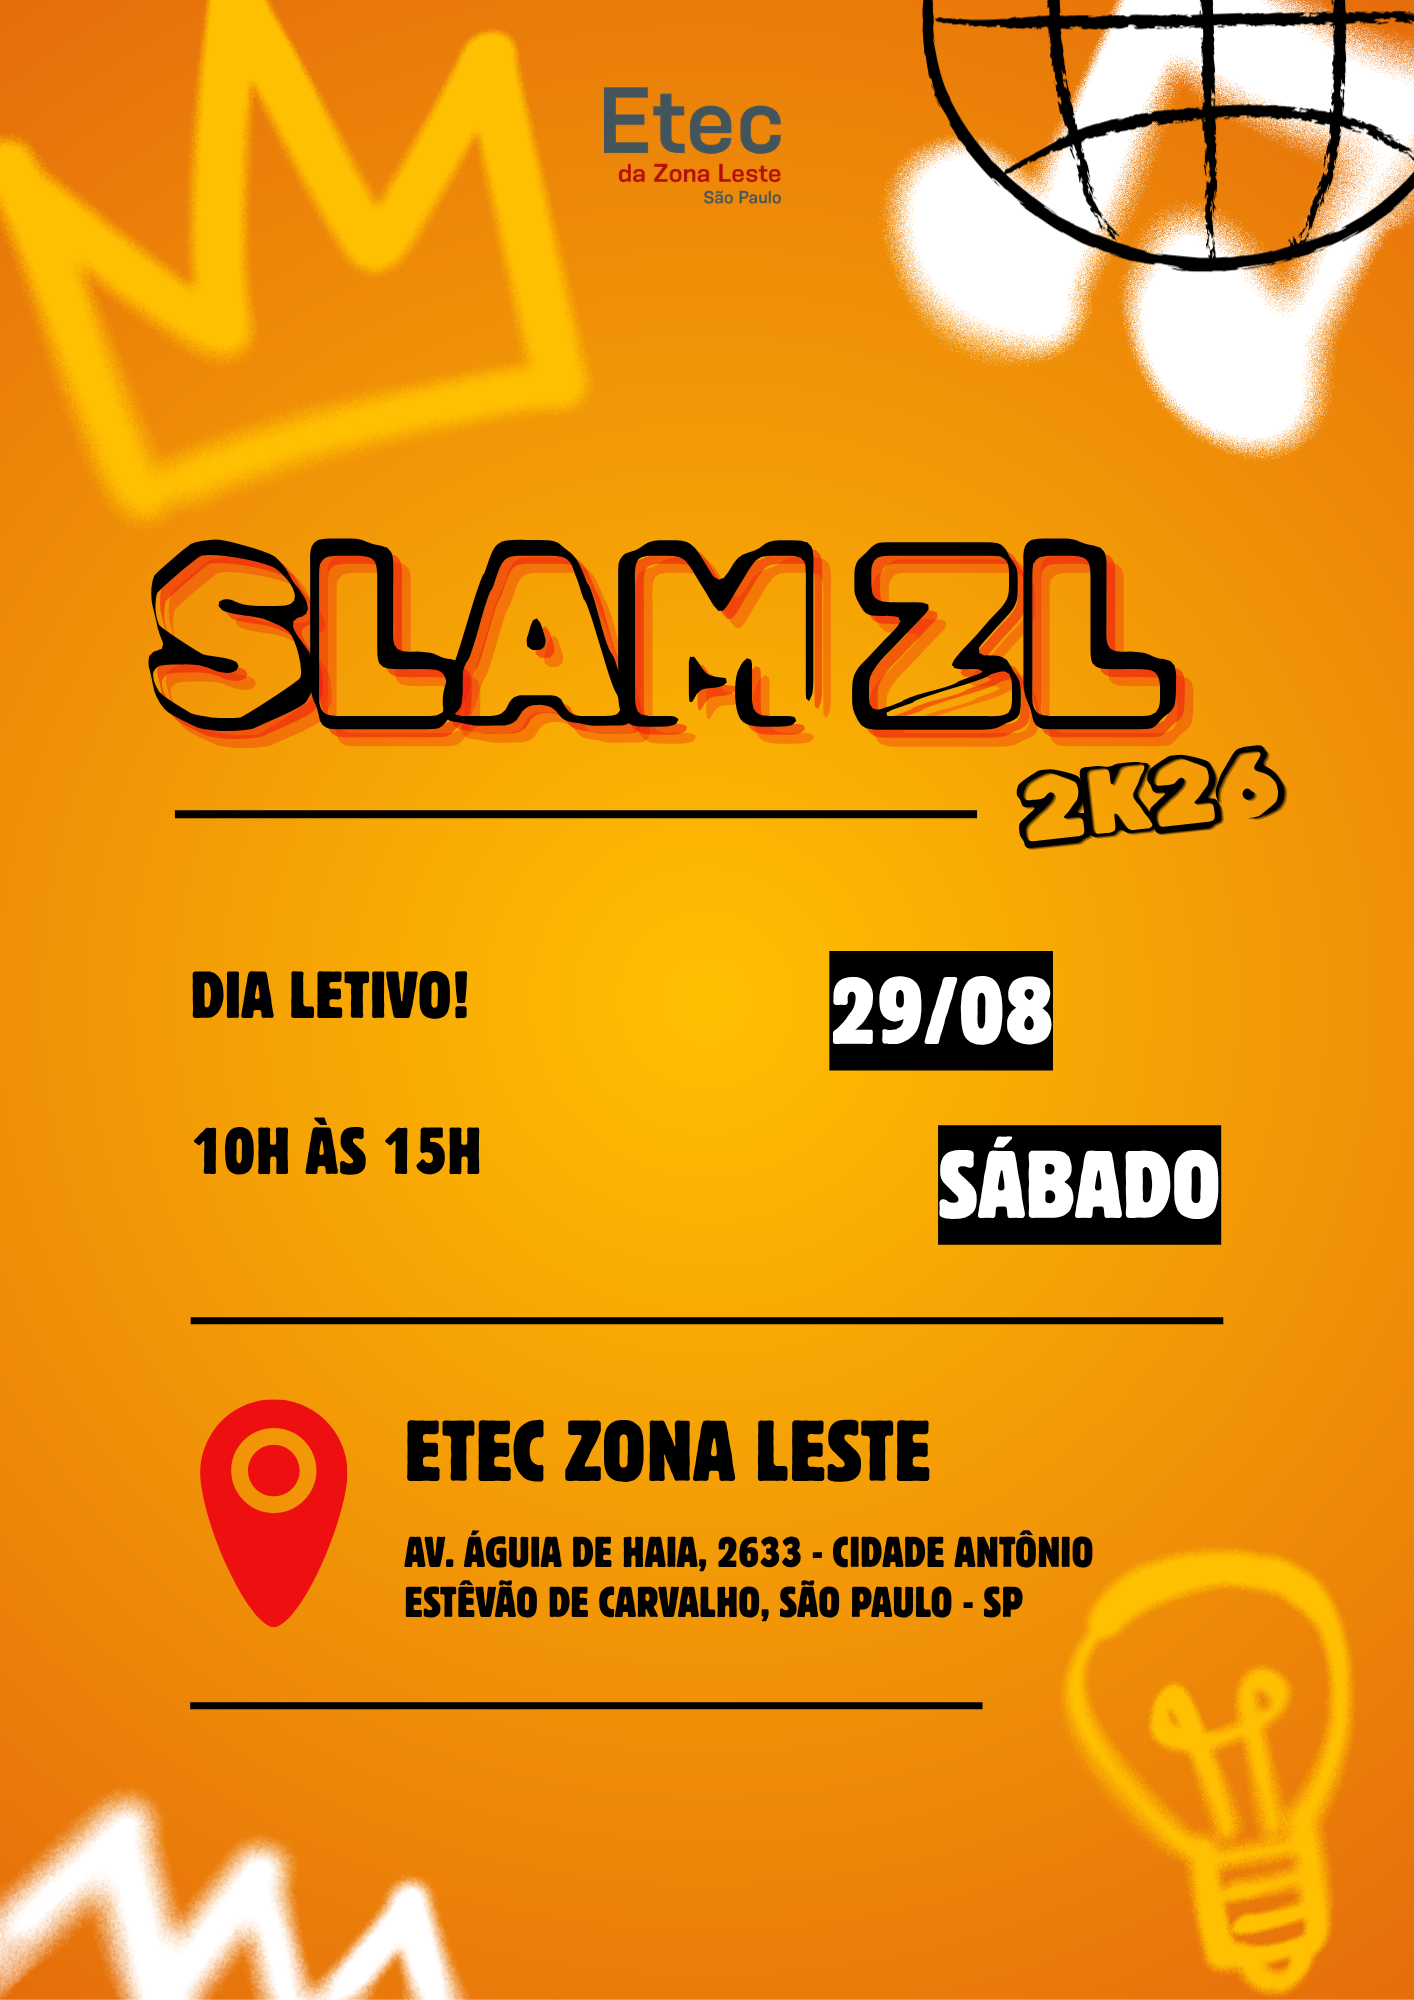 Etec
da Zona Leste
São Paulo
SLAM ZL
2K26
DIA LETIVO!
29/08
10H ÀS 15H
SÁBADO
ETEC ZONA LESTE
AV. ÁGUIA DE HAIA, 2633 - CIDADE ANTÔNIO
ESTÊVÃO DE CARVALHO, SÃO PAULO - SP